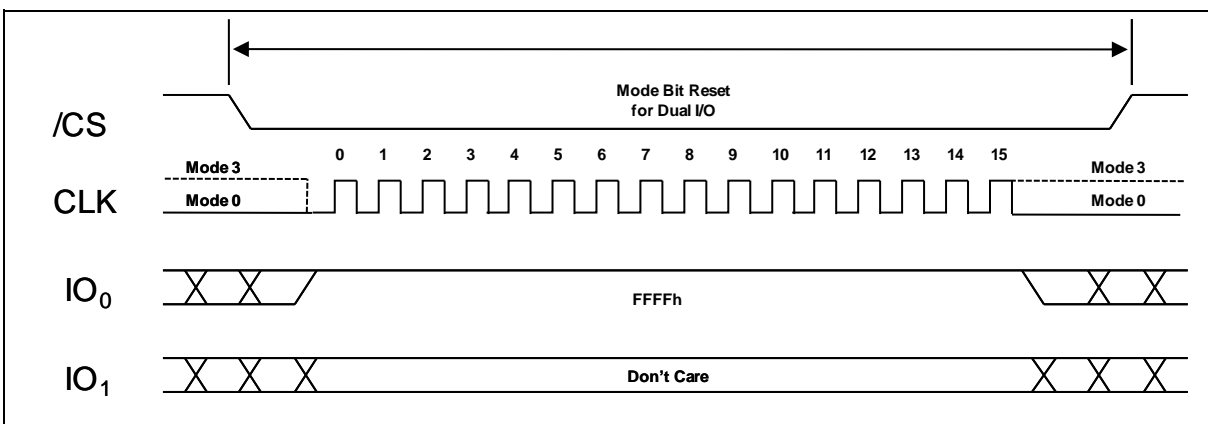 Mode Bit Reset
for Dual I/O
/CS
0 1 2 3 4 5 6 7 8 9 10 11 12 13 14 15
Mode 3
Mode 3
CLK
Mode 0
Mode 0
IO0
FFFFh
IO1
Don't Care